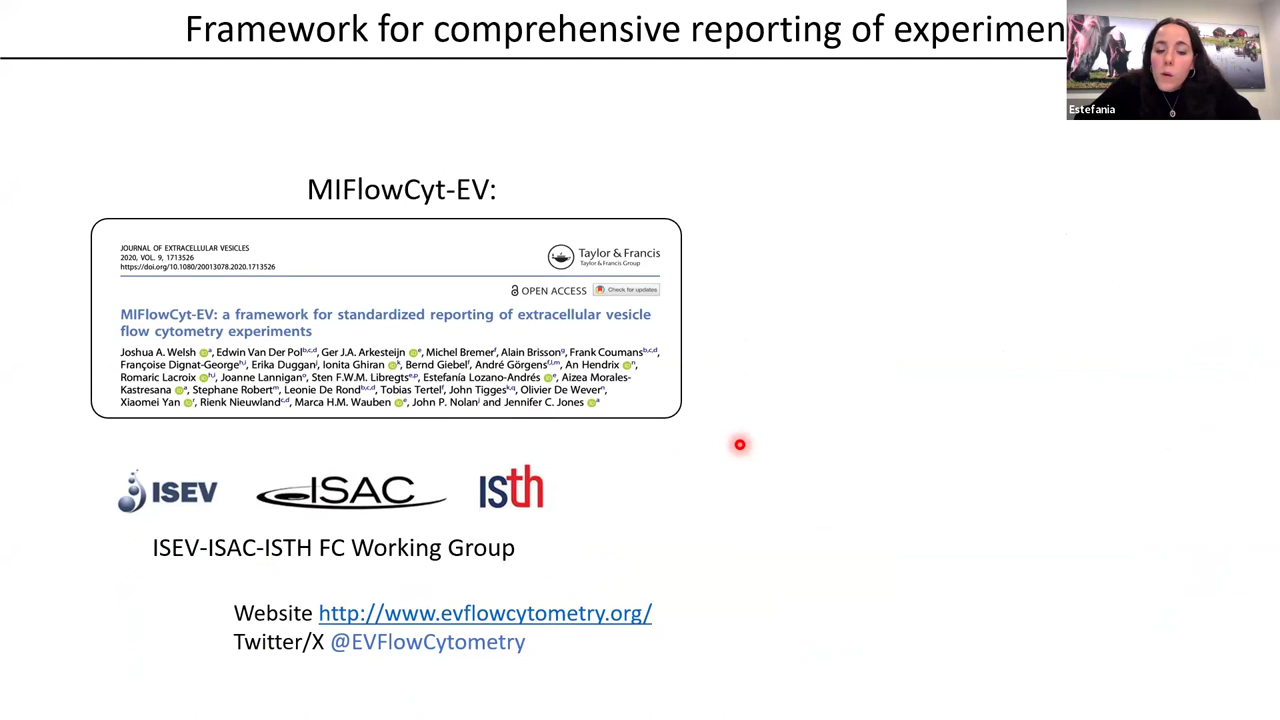 Framework for comprehensive reporting of experimen
Estefania
MIFlowCyt-EV:
JOURNAL OF EXTRACELLULAR VESICLES
2020, VOL. 9, 1713526
https://doi.org/10.1080/20013078.2020.1713526
Taylor & Francis
Taylor & Francis Group
OPEN ACCESS
Check for updates
MIFlowCyt-EV: a framework for standardized reporting of extracellular vesicle
flow cytometry experiments
Joshua A. Welsh a, Edwin Van Der Pol b,c,d, Ger J.A. Arkesteijn e, Michel Bremer f, Alain Brisson g, Frank Coumans b,c,d,
Françoise Dignat-George h,i, Erika Duggan j, Ionita Ghiran k, Bernd Giebel f, André Görgens f,l,m, An Hendrix n,
Romaric Lacroix h,i, Joanne Lannigan o, Sten F.W.M. Libregts e,p, Estefanía Lozano-Andrés e, Aizea Morales-
Kastresana a, Stephane Robert m, Leonie De Rond b,c,d, Tobias Tertel f, John Tigges k,q, Olivier De Wever n,
Xiaomei Yan r, Rienk Nieuwland c,d, Marca H.M. Wauben e, John P. Nolan j and Jennifer C. Jones a
ISEV
ISAC
ISth
ISEV-ISAC-ISTH FC Working Group
Website http://www.evflowcytometry.org/
Twitter/X @EVFlowCytometry